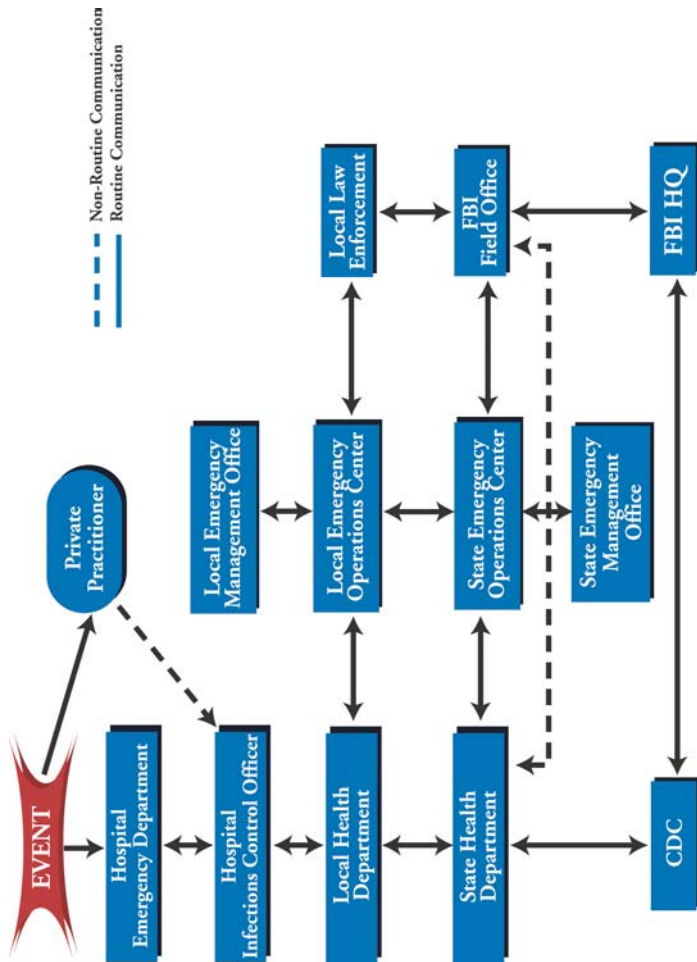 Non-Routine Communication
Routine Communication
EVENT
Private
Practitioner
Hospital
Emergency Department
Hospital
Infections Control Officer
Local Emergency
Management Office
Local Health
Department
Local Emergency
Operations Center
Local Law
Enforcement
State Health
Department
State Emergency
Operations Center
FBI
Field Office
State Emergency
Management
Office
CDC
FBI HQ